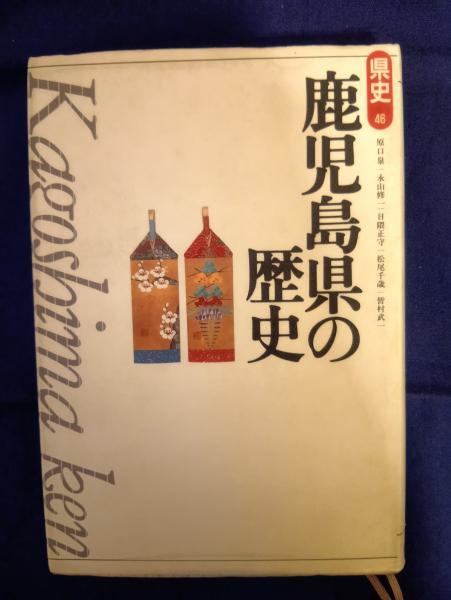 県史
46
鹿児島県の
歴史
原口泉|永山修一|日隈正守|松尾千歳|皆村武一
Kagoshima ken